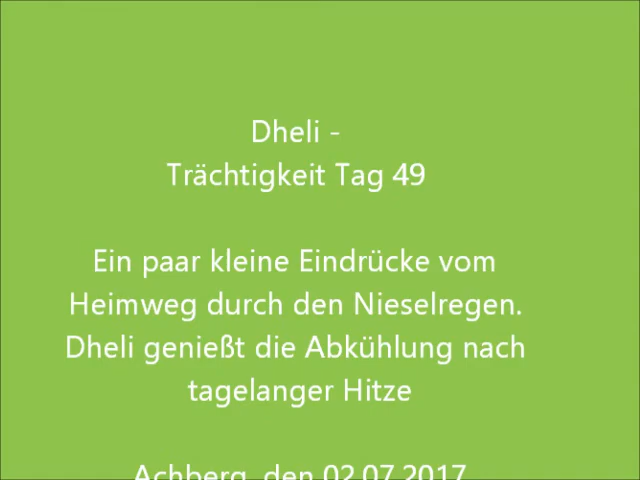 Dheli -
Trächtigkeit Tag 49
Ein paar kleine Eindrücke vom
Heimweg durch den Nieselregen.
Dheli genießt die Abkühlung nach
tagelanger Hitze
Achberg, den 02.07.2017